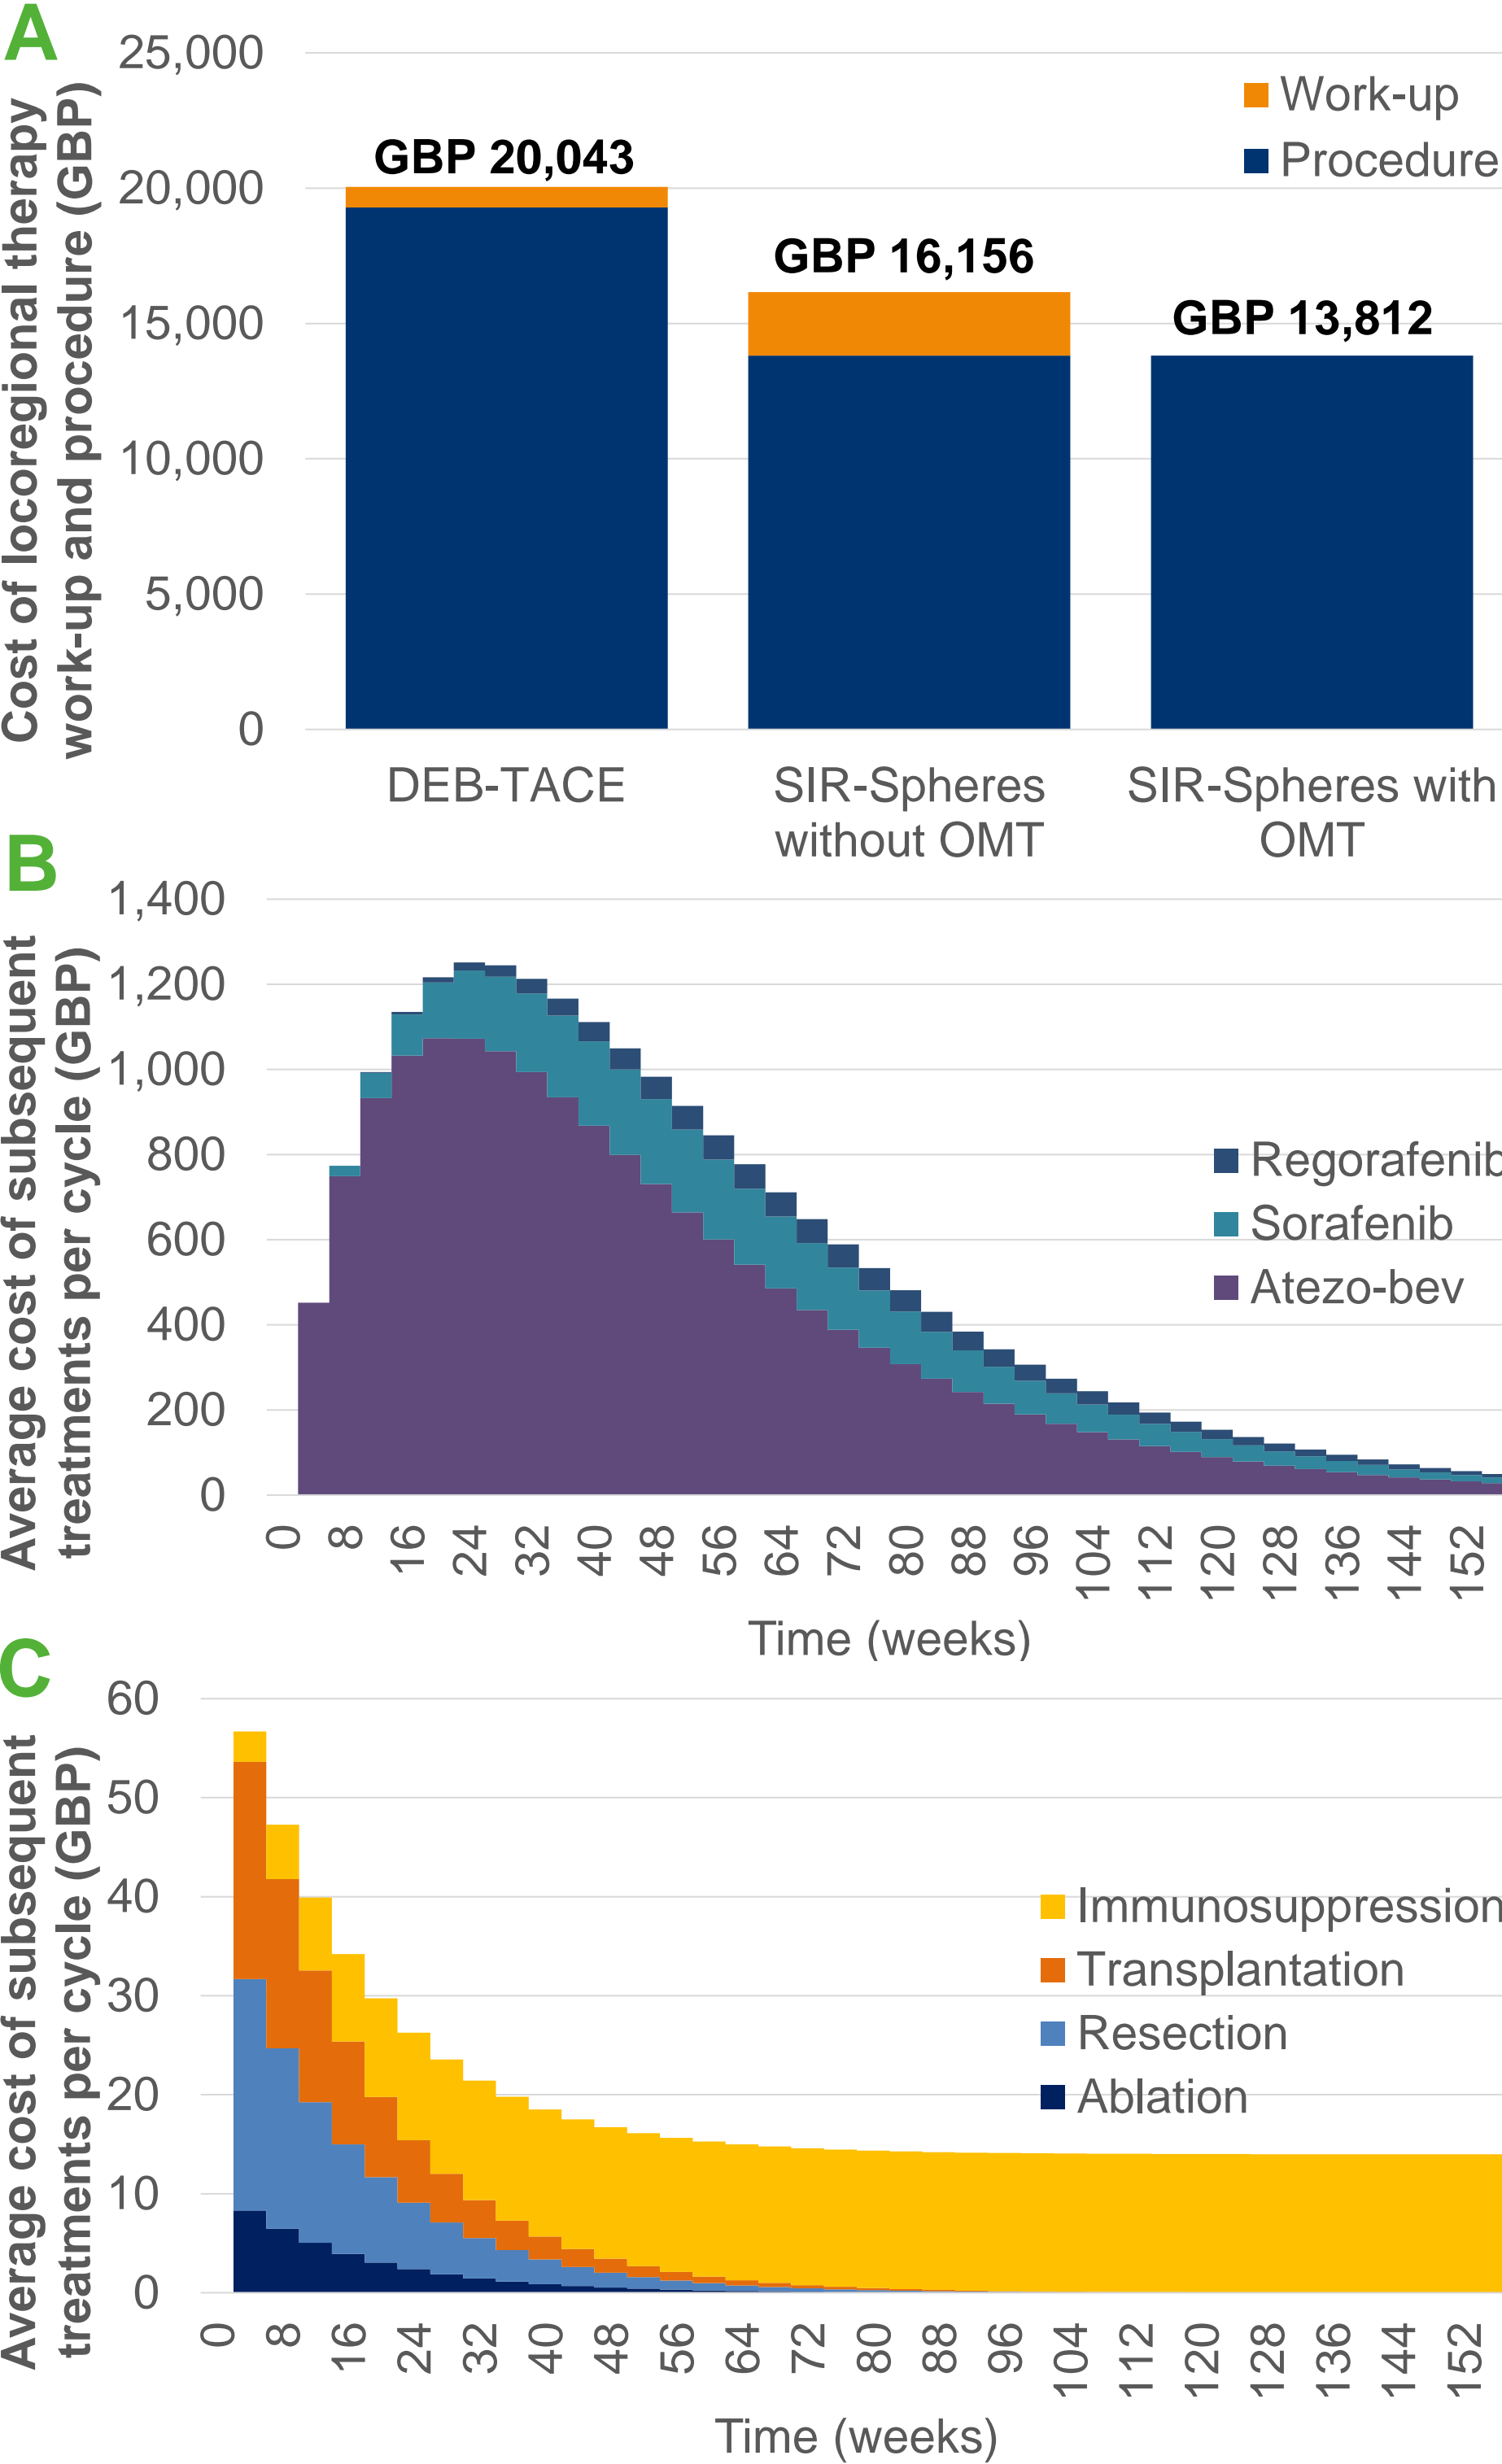 A
Cost of locoregional therapy
work-up and procedure (GBP)
25,000
20,000
15,000
10,000
5,000
0
Work-up
Procedure
GBP 20,043
GBP 16,156
GBP 13,812
DEB-TACE
SIR-Spheres
without OMT
SIR-Spheres with
OMT
B
Average cost of subsequent
treatments per cycle (GBP)
1,400
1,200
1,000
800
600
400
200
0
Regorafenib
Sorafenib
Atezo-bev
0
8
16
24
32
40
48
56
64
72
80
88
96
104
112
120
128
136
144
152
Time (weeks)
C
Average cost of subsequent
treatments per cycle (GBP)
60
50
40
30
20
10
0
Immunosuppression
Transplantation
Resection
Ablation
0
8
16
24
32
40
48
56
64
72
80
88
96
104
112
120
128
136
144
152
Time (weeks)